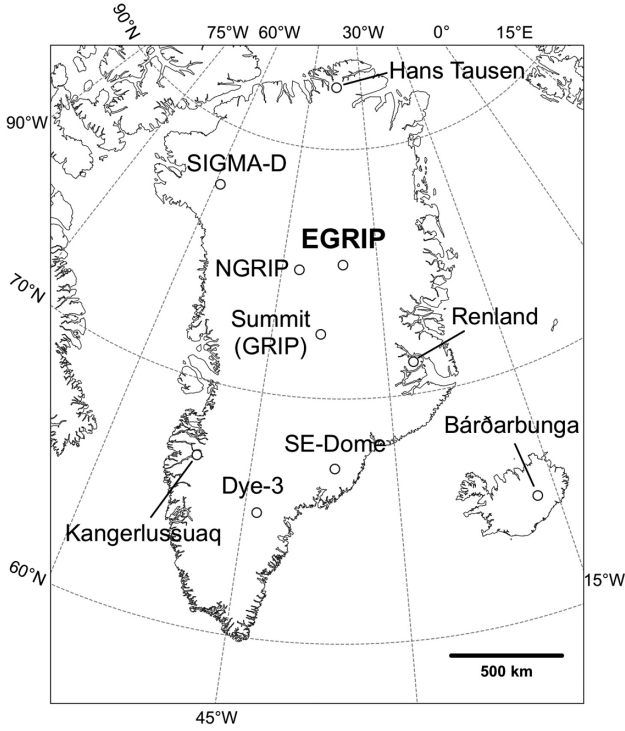 90°N
75°W 60°W 30°W 0° 15°E
Hans Tausen
90°W
SIGMA-D
EGRIP
NGRIP
70°N
Summit
(GRIP)
Renland
Bárðarbunga
SE-Dome
Dye-3
Kangerlussuaq
60°N
15°W
500 km
45°W